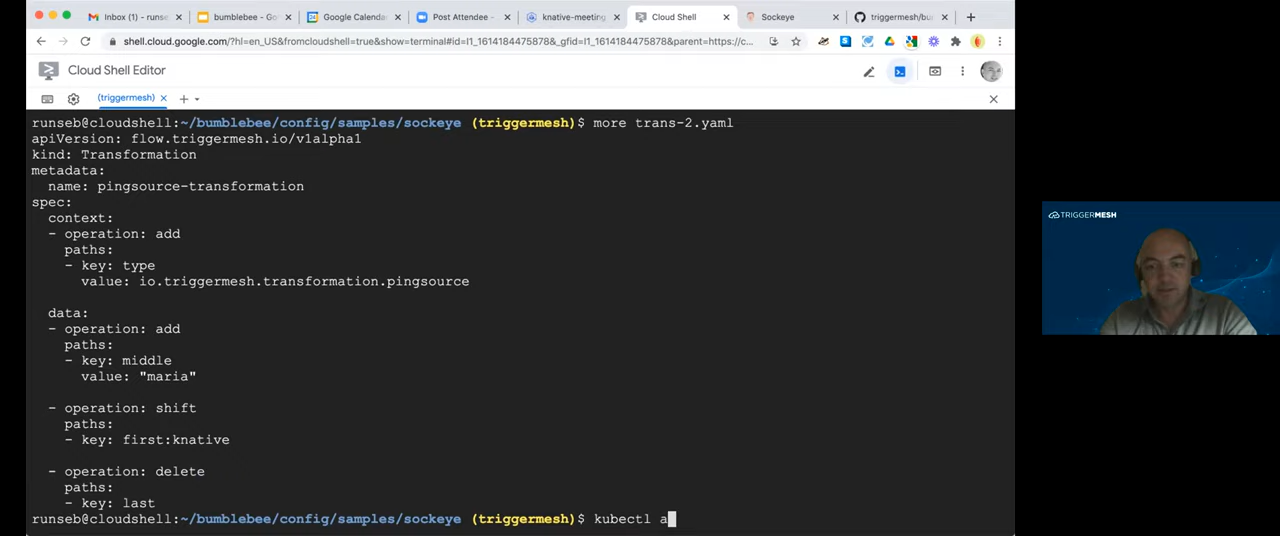 Inbox (1) - runse
bumblebee - Go
Google Calenda
Post Attendee -
knative-meeting
Cloud Shell
Sockeye
triggermesh/bu
shell.cloud.google.com/?hl=en_US&fromcloudshell=true&show=terminal#id=I1_1614184475878&_gfid=I1_1614184475878&parent=https://c...
Cloud Shell Editor
(triggermesh)
runseb@cloudshell:~/bumblebee/config/samples/sockeye (triggermesh)$ more trans-2.yaml
apiVersion: flow.triggermesh.io/v1alpha1
kind: Transformation
metadata:
name: pingsource-transformation
spec:
context:
- operation: add
paths:
- key: type
value: io.triggermesh.transformation.pingsource
data:
- operation: add
paths:
- key: middle
value: "maria"
- operation: shift
paths:
- key: first:knative
- operation: delete
paths:
- key: last
runseb@cloudshell:~/bumblebee/config/samples/sockeye (triggermesh)$ kubectl a
TRIGGERMESH